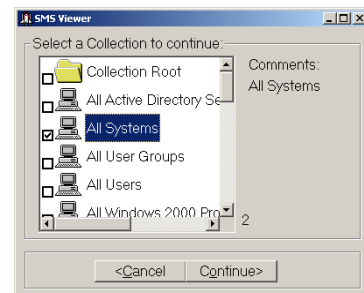 SMS Viewer
Select a Collection to continue:
Collection Root
All Active Directory Se
All Systems
All User Groups
All Users
All Windows 2000 Pro
Comments:
All Systems
2
<Cancel
Continue>